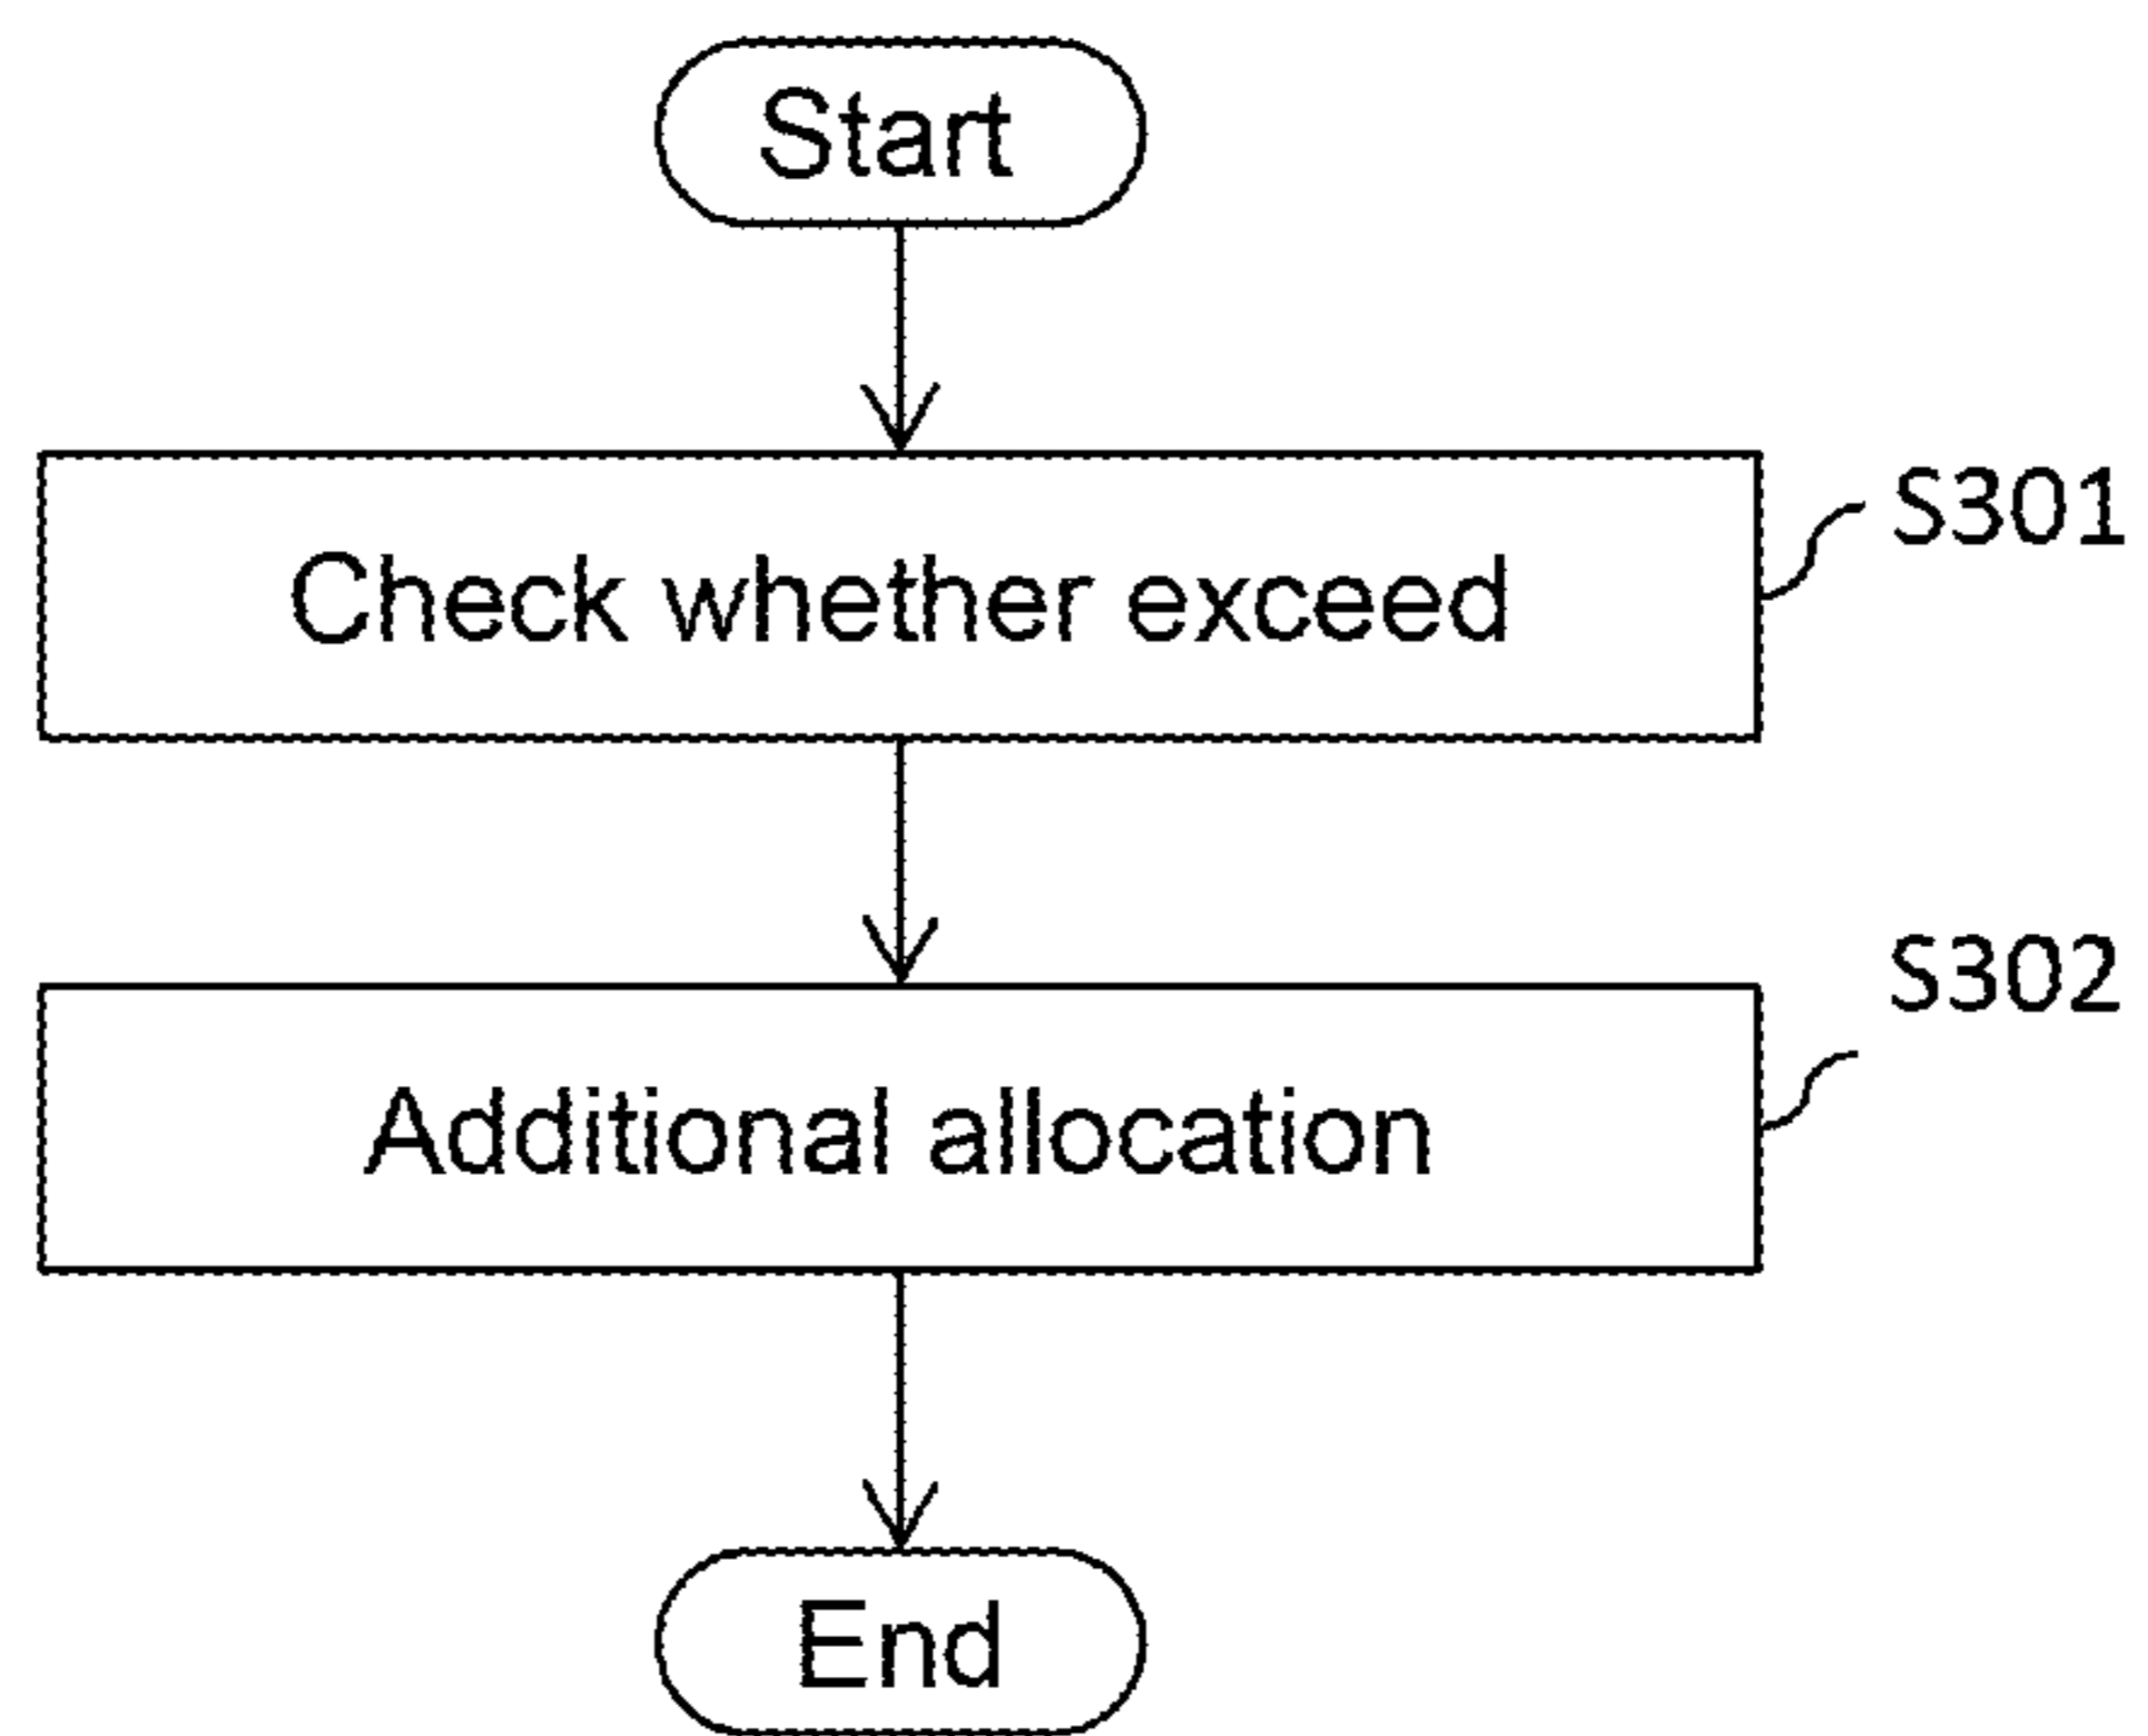 Start
Check whether exceed
S301
Additional allocation
S302
End